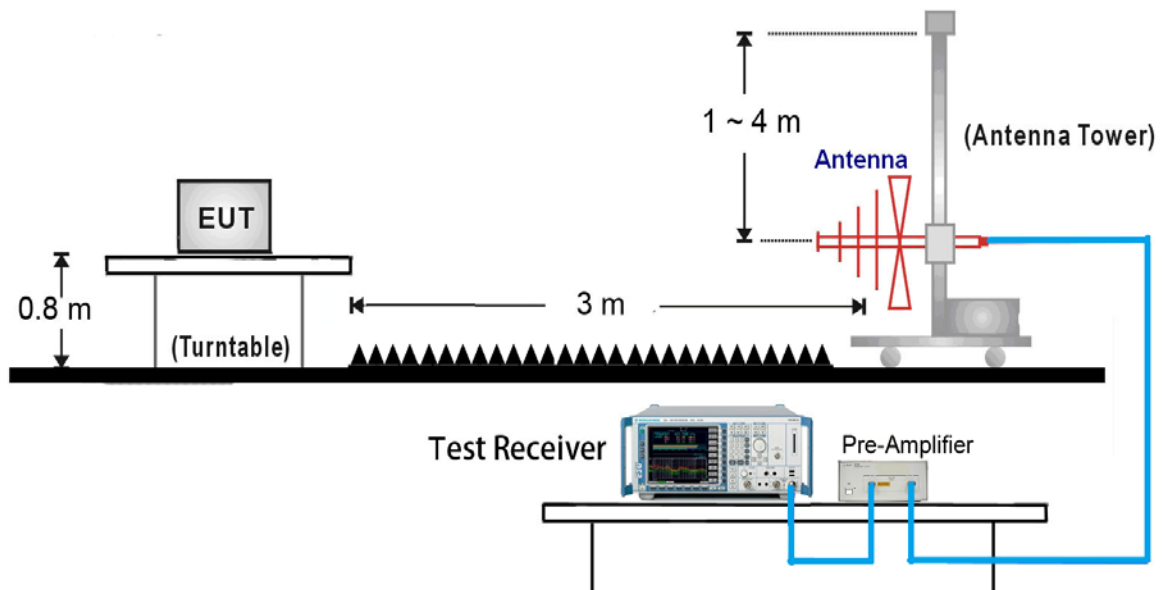 1 ~ 4 m
(Antenna Tower)
Antenna
EUT
0.8 m
3 m
(Turntable)
Test Receiver
Pre-Amplifier